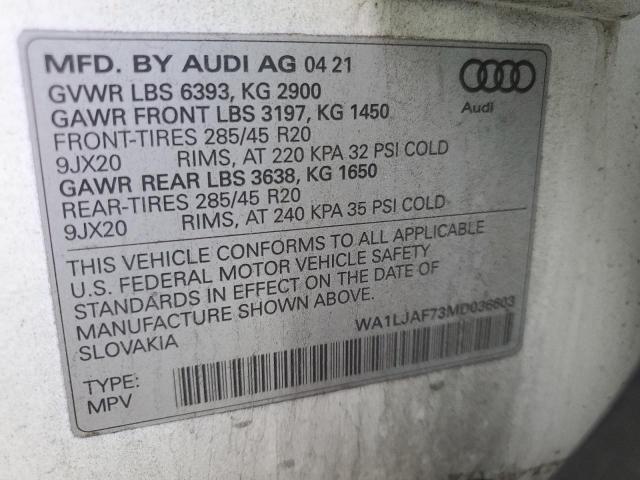 MFD. BY AUDI AG 04 21
GVWR LBS 6393, KG 2900
GAWR FRONT LBS 3197, KG 1450
FRONT-TIRES 285/45 R20
9JX20 RIMS, AT 220 KPA 32 PSI COLD
GAWR REAR LBS 3638, KG 1650
REAR-TIRES 285/45 R20
9JX20 RIMS, AT 240 KPA 35 PSI COLD
Audi
THIS VEHICLE CONFORMS TO ALL APPLICABLE
U.S. FEDERAL MOTOR VEHICLE SAFETY
STANDARDS IN EFFECT ON THE DATE OF
MANUFACTURE SHOWN ABOVE.
SLOVAKIA
WA1LJAF73MD036603
TYPE:
MPV